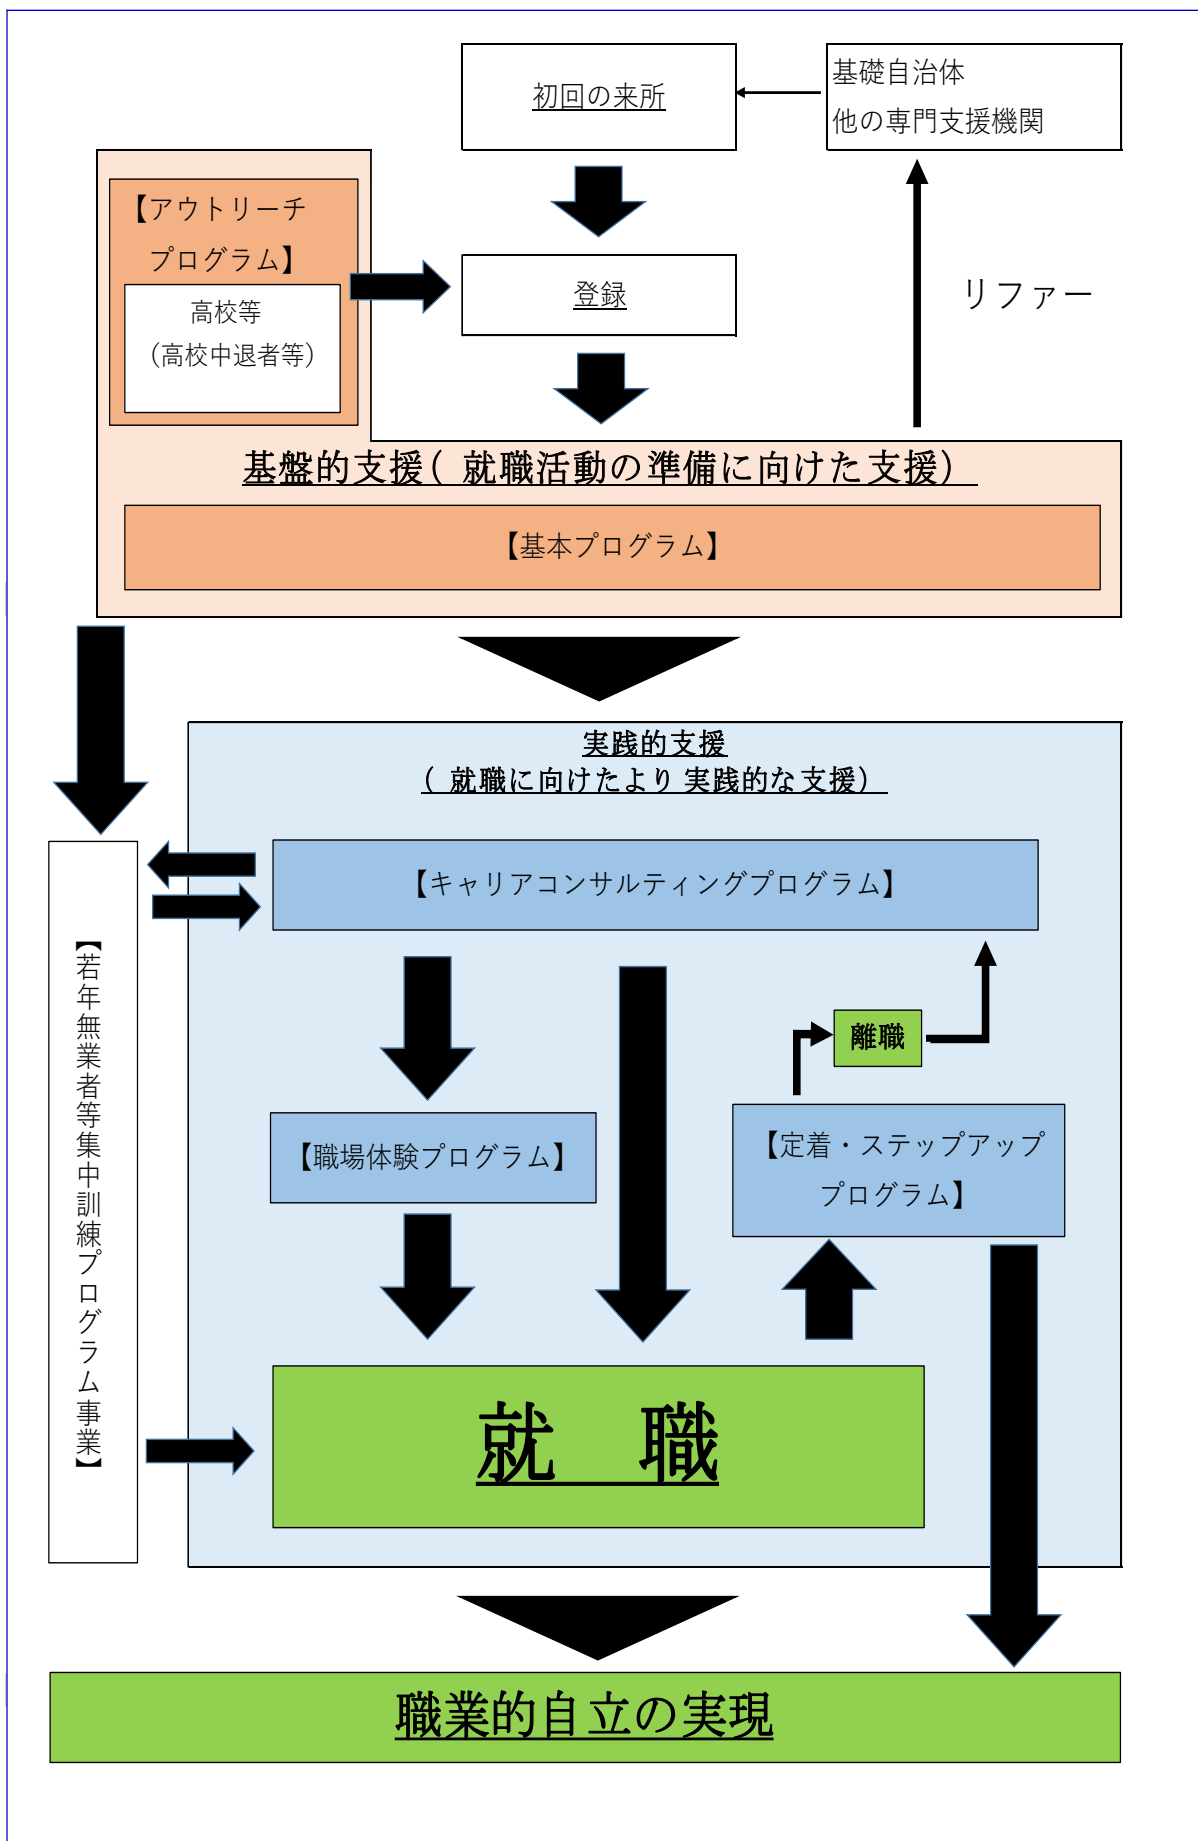 初回の来所
基礎自治体
他の専門支援機関
【アウトリーチ
プログラム】
高校等
（高校中退者等）
登録
リファー
基盤的支援（就職活動の準備に向けた支援）
【基本プログラム】
実践的支援
（就職に向けたより実践的な支援）
【キャリアコンサルティングプログラム】
【若年無業者等集中訓練プログラム事業】
離職
【職場体験プログラム】
【定着・ステップアップ
プログラム】
就　職
職業的自立の実現